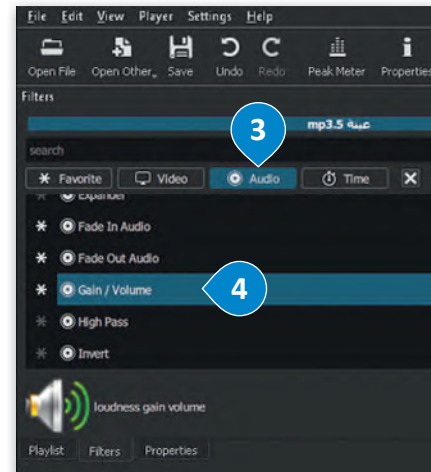 File Edit View Player Settings Help
Open File Open Other Save Undo Redo Peak Meter Properties
Filters
عينة mp3.5
3
search
Favorite Video Audio Time
Expander
Fade In Audio
Fade Out Audio
Gain / Volume
4
High Pass
Invert
loudness gain volume
Playlist Filters Properties